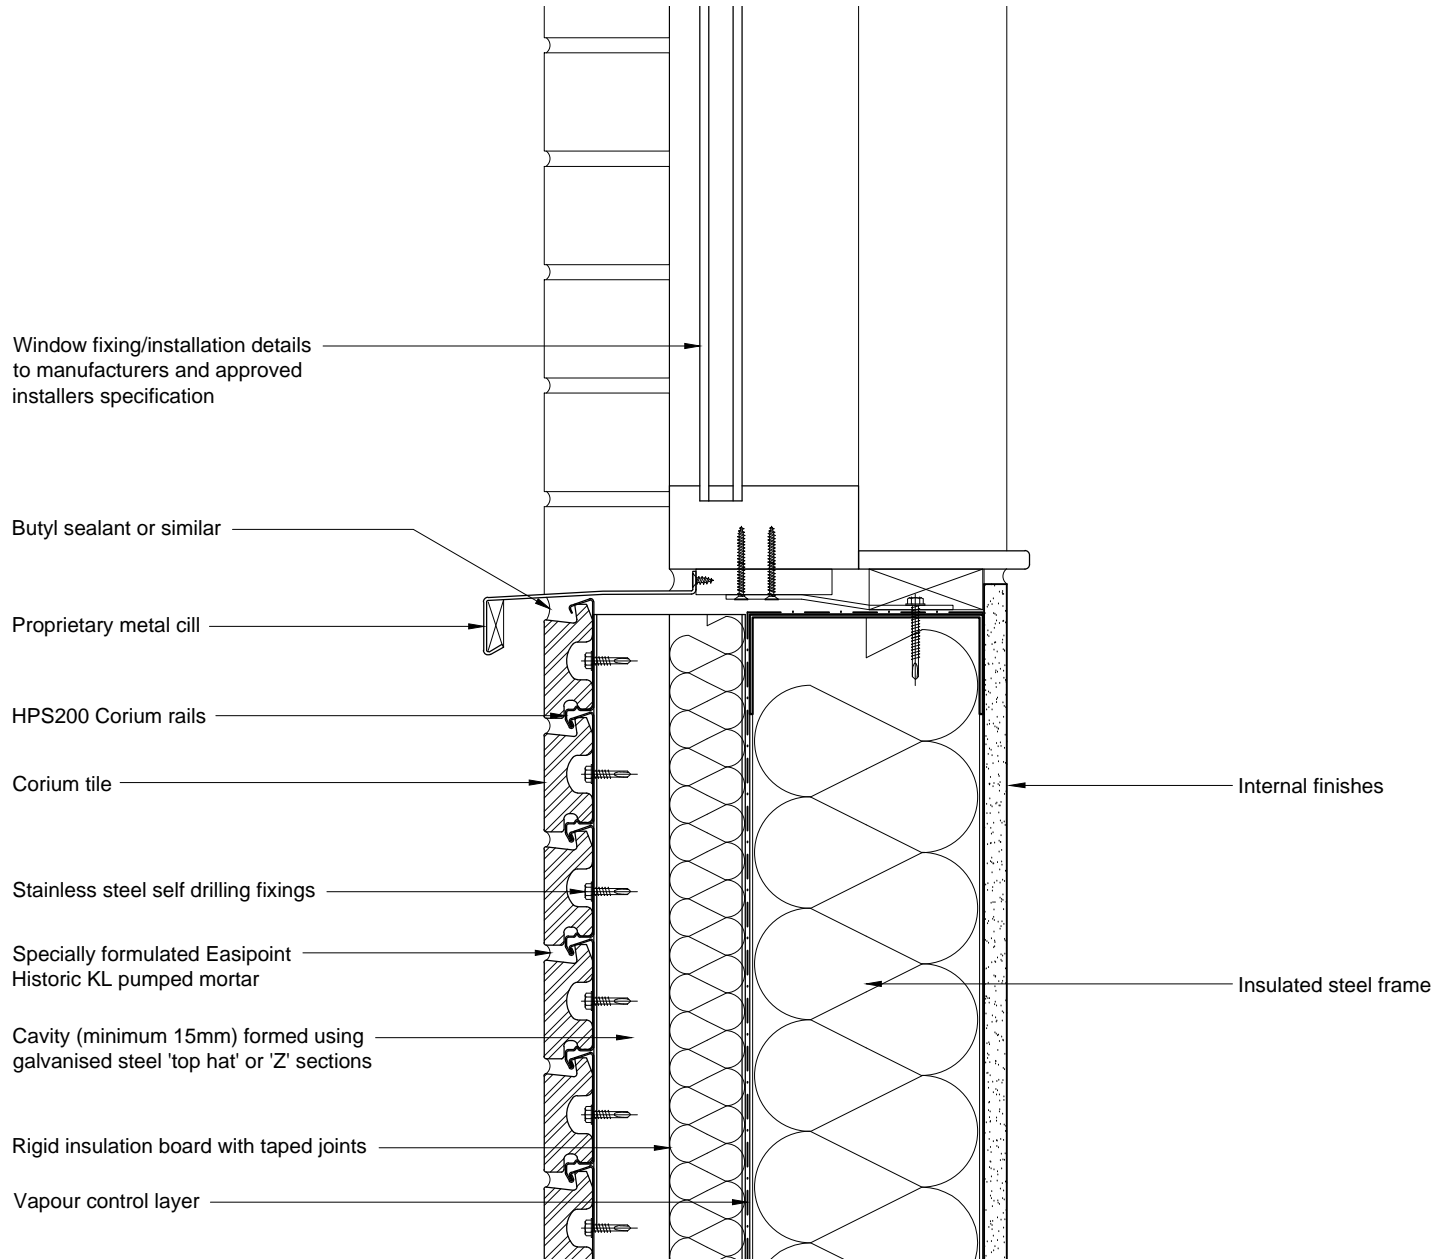 Window fixing/installation details
to manufacturers and approved
installers specification
Butyl sealant or similar
Proprietary metal cill
HPS200 Corium rails
Corium tile
Internal finishes
Stainless steel self drilling fixings
Specially formulated Easipoint
Historic KL pumped mortar
Insulated steel frame
Cavity (minimum 15mm) formed using
galvanised steel 'top hat' or 'Z' sections
Rigid insulation board with taped joints
Vapour control layer